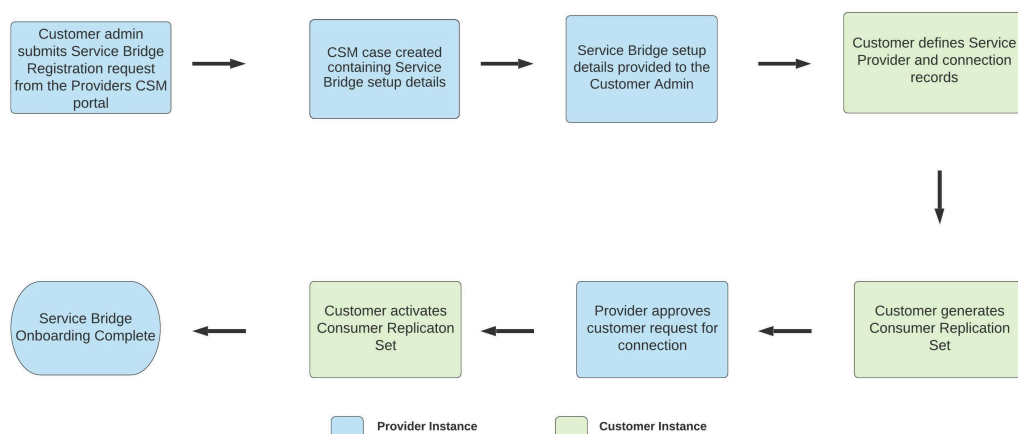 Customer admin
submits Service Bridge
Registration request
from the Providers CSM
portal
CSM case created
containing Service
Bridge setup details
Service Bridge setup
details provided to the
Customer Admin
Customer defines Service
Provider and connection
records
Customer generates
Consumer Replication
Set
Provider approves
customer request for
connection
Customer activates
Consumer Replicaton
Set
Service Bridge
Onboarding Complete
Provider Instance
Customer Instance